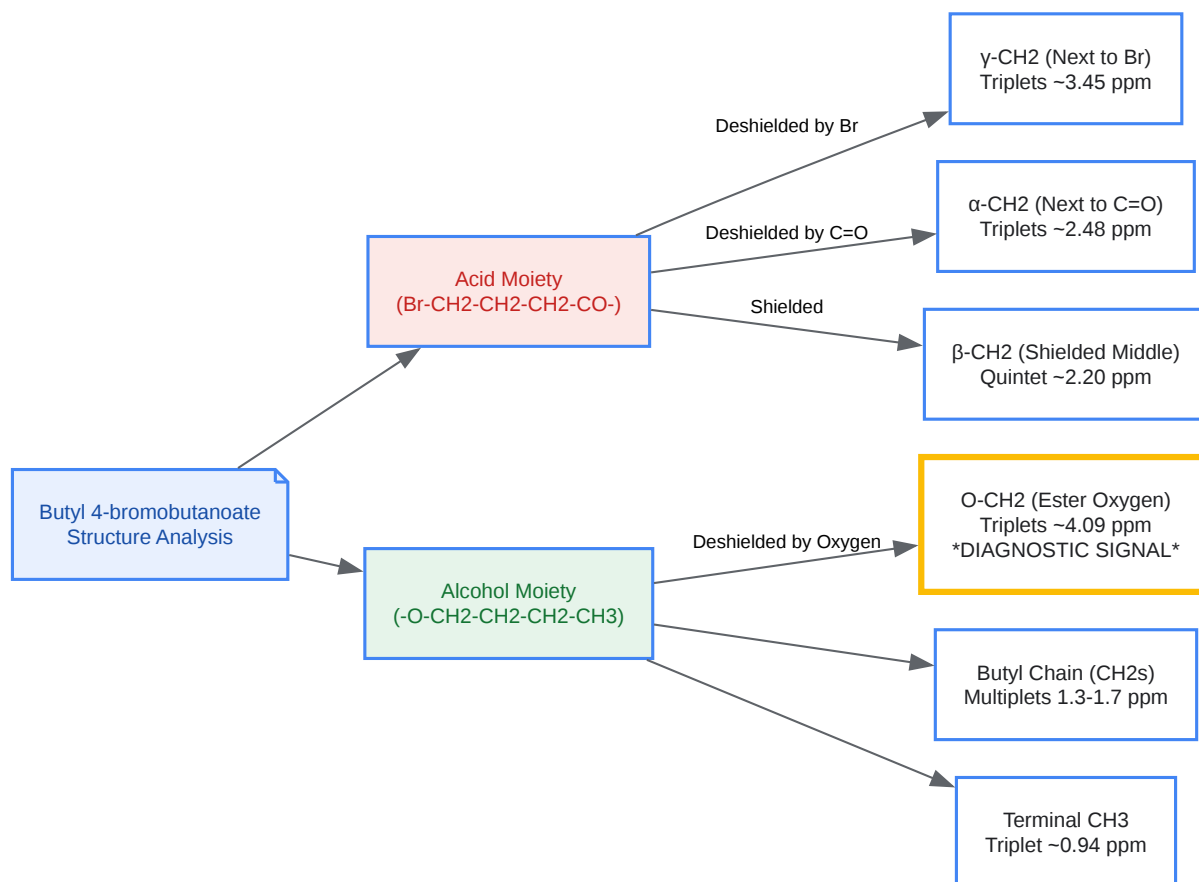 γ-CH2 (Next to Br)
Triplets ~3.45 ppm
Deshielded by Br
α-CH2 (Next to C=O)
Triplets ~2.48 ppm
Deshielded by C=O
Acid Moiety
(Br-CH2-CH2-CH2-CO-)
Shielded
β-CH2 (Shielded Middle)
Quintet ~2.20 ppm
Butyl 4-bromobutanoate
Structure Analysis
O-CH2 (Ester Oxygen)
Triplets ~4.09 ppm
*DIAGNOSTIC SIGNAL*
Deshielded by Oxygen
Alcohol Moiety
(-O-CH2-CH2-CH2-CH3)
Butyl Chain (CH2s)
Multiplets 1.3-1.7 ppm
Terminal CH3
Triplet ~0.94 ppm